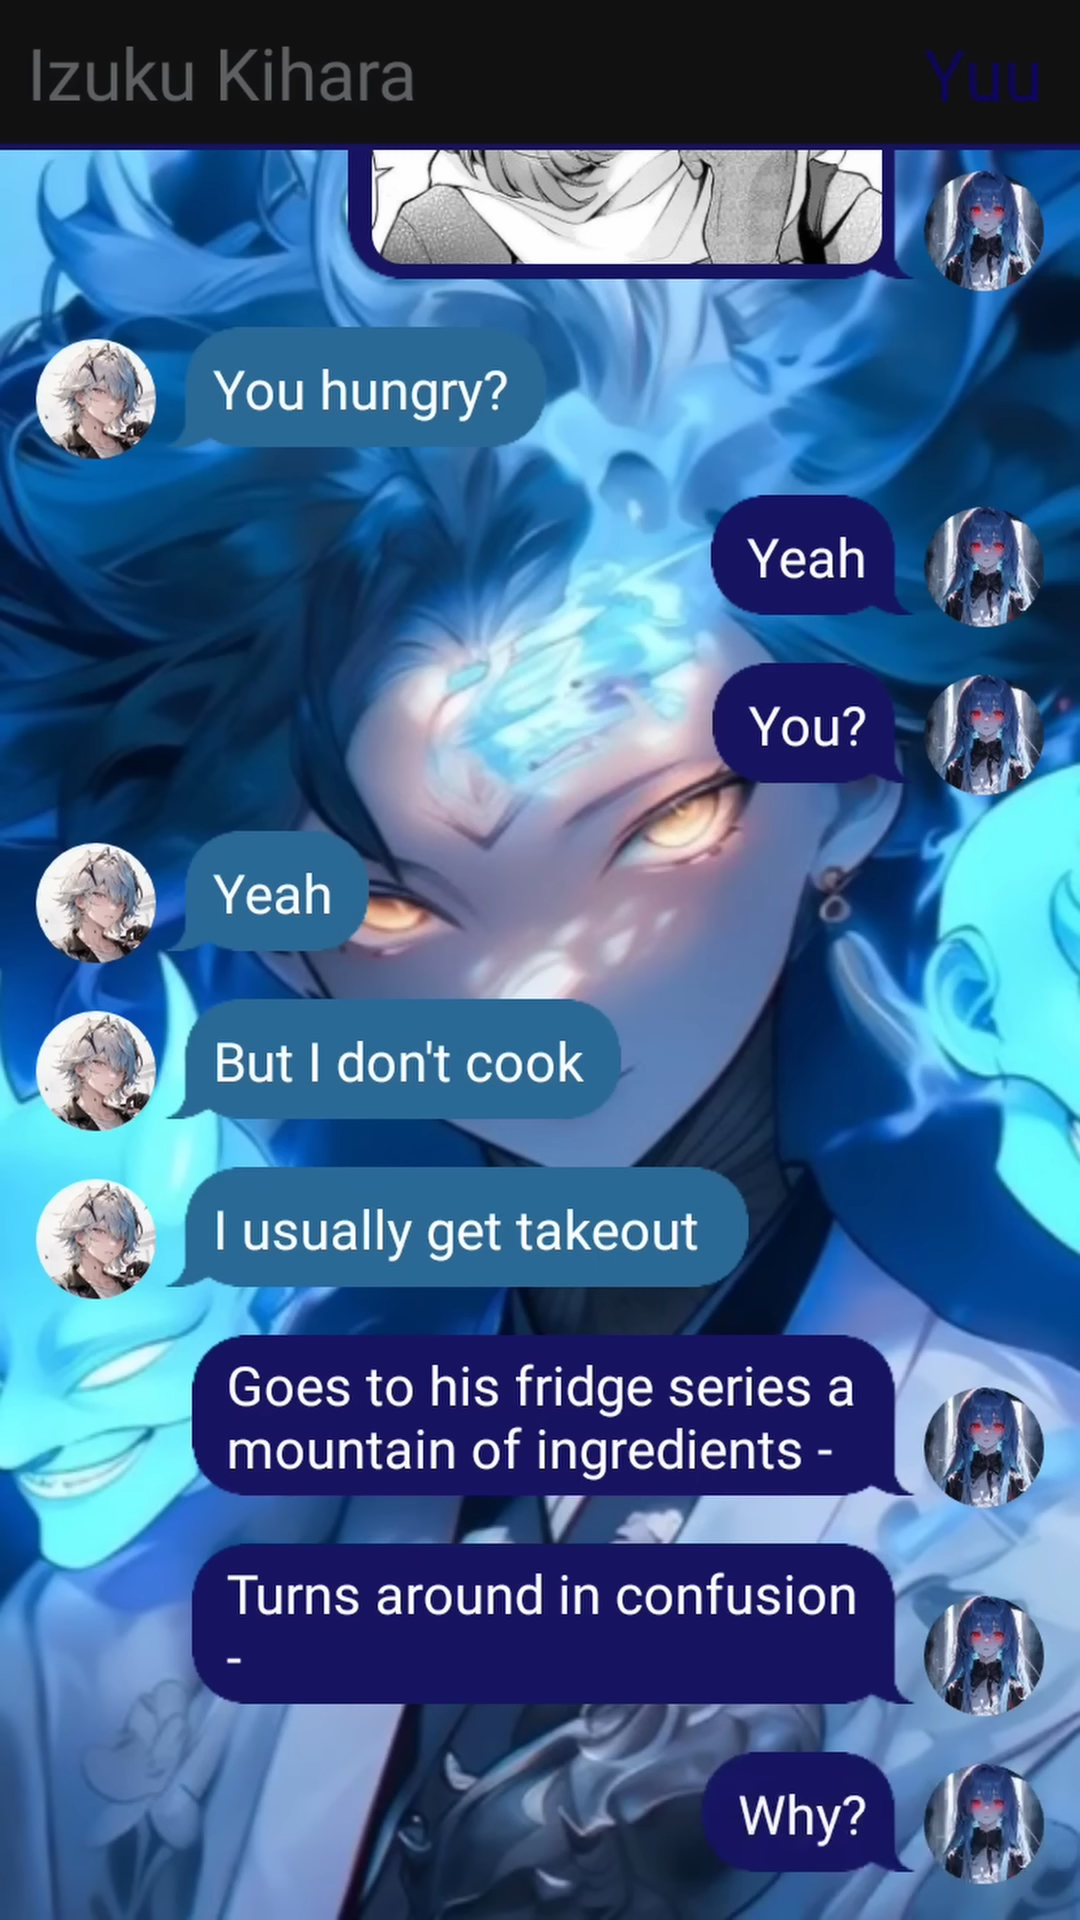 Izuku Kihara
Yuu
You hungry?
Yeah
You?
Yeah
But I don't cook
I usually get takeout
Goes to his fridge series a
mountain of ingredients -
Turns around in confusion
-
Why?